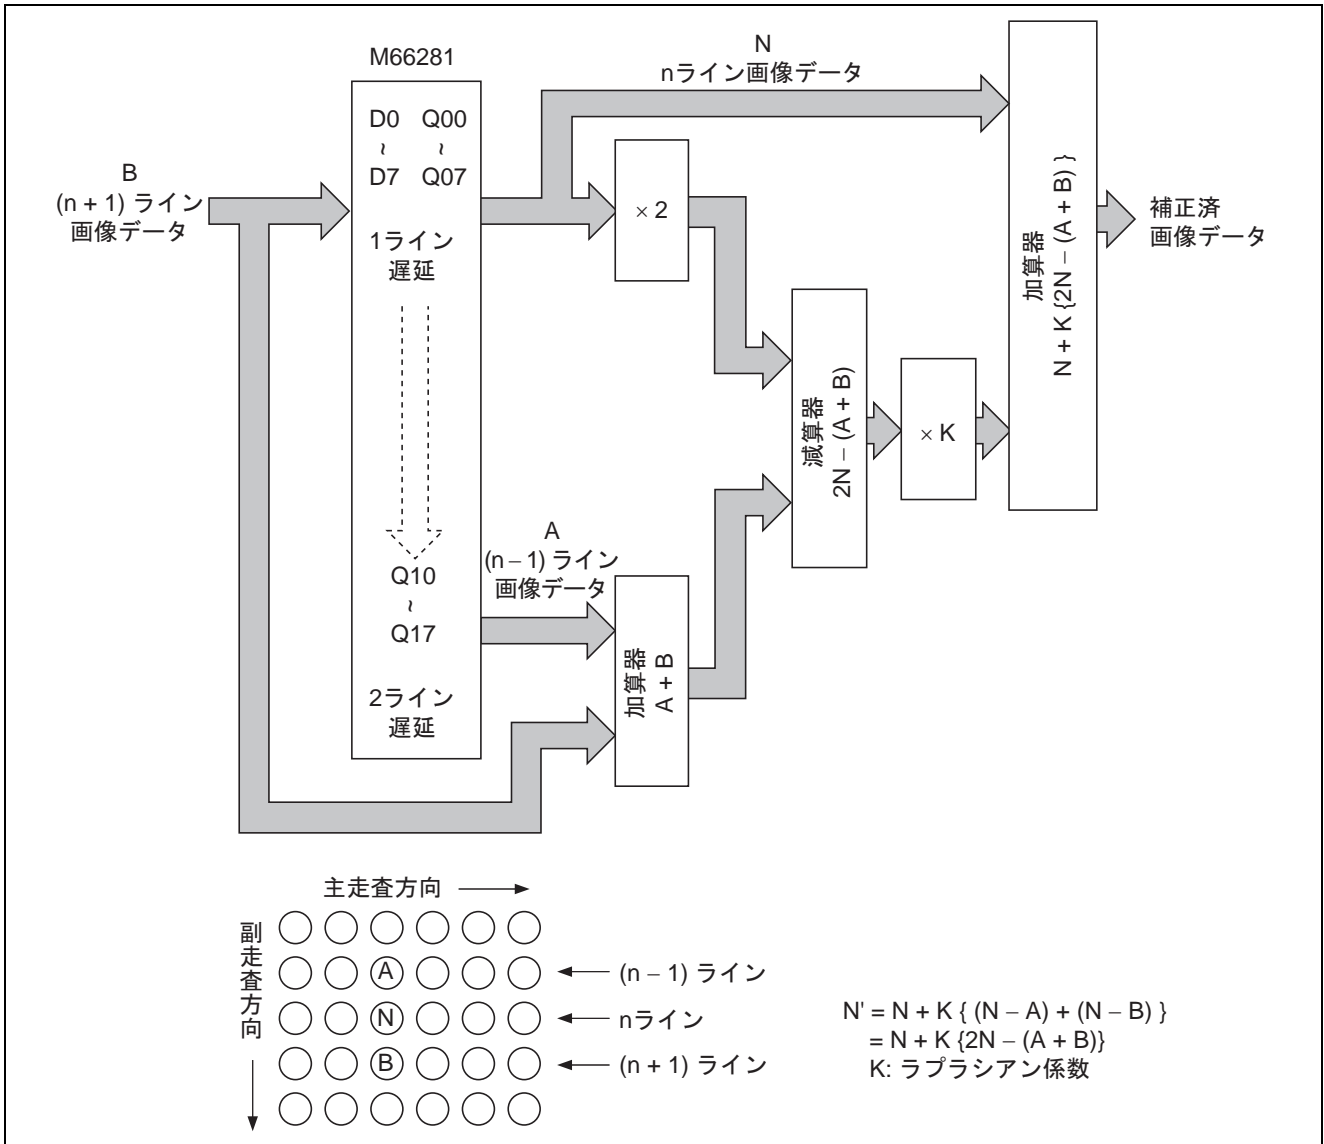 M66281
D0 Q00
~ ~
D7 Q07
1ライン
遅延
Q10
~
Q17
2ライン
遅延
B
(n + 1) ライン
画像データ
N
nライン画像データ
× 2
A
(n – 1) ライン
画像データ
加算器
A + B
減算器
2N – (A + B)
× K
加算器
N + K {2N – (A + B) }
補正済
画像データ
主走査方向
副走査方向
A
N
B
(n – 1) ライン
nライン
(n + 1) ライン
N' = N + K { (N – A) + (N – B) }
= N + K {2N – (A + B)}
K: ラプラシアン係数